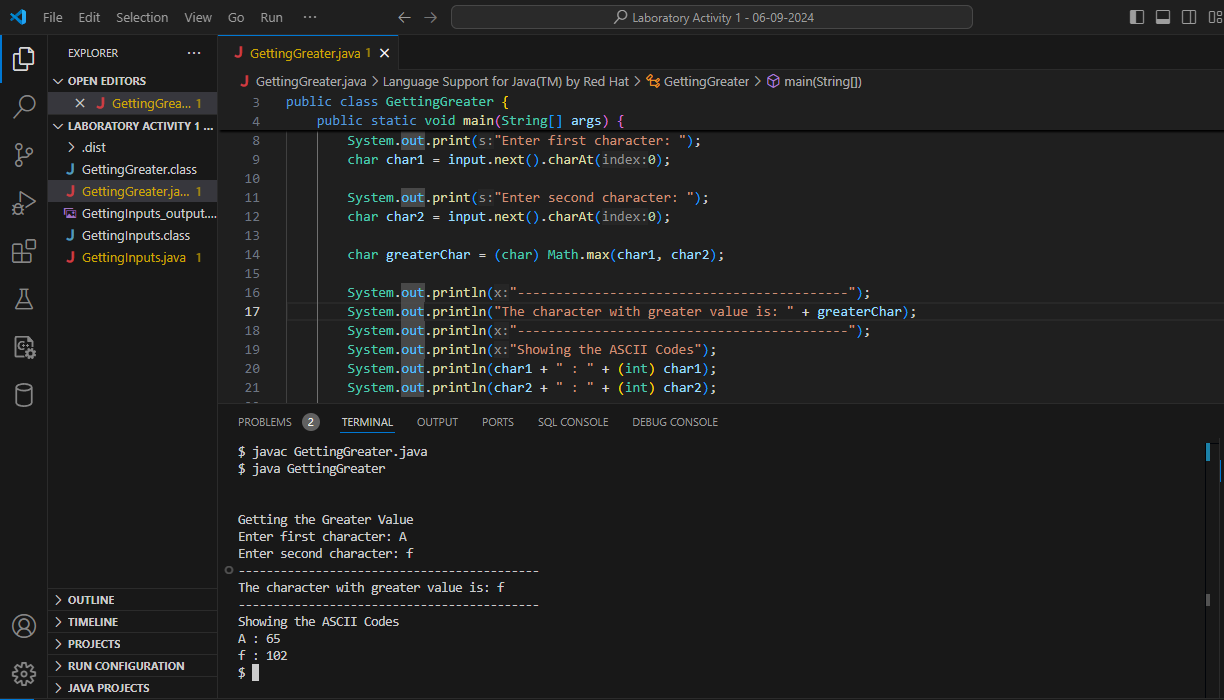 File Edit Selection View Go Run ··· Laboratory Activity 1 - 06-09-2024
EXPLORER ···
OPEN EDITORS
GettingGrea... 1
LABORATORY ACTIVITY 1 ...
.dist
GettingGreater.class
GettingGreater.ja... 1
GettingInputs_output....
GettingInputs.class
GettingInputs.java 1
OUTLINE
TIMELINE
PROJECTS
RUN CONFIGURATION
JAVA PROJECTS
GettingGreater.java 1
GettingGreater.java > Language Support for Java(TM) by Red Hat > GettingGreater > main(String[])
3 public class GettingGreater {
4 public static void main(String[] args) {
8 System.out.print(s:"Enter first character: ");
9 char char1 = input.next().charAt(index:0);
10
11 System.out.print(s:"Enter second character: ");
12 char char2 = input.next().charAt(index:0);
13
14 char greaterChar = (char) Math.max(char1, char2);
15
16 System.out.println(x:"-------------------------------------------");
17 System.out.println("The character with greater value is: " + greaterChar);
18 System.out.println(x:"-------------------------------------------");
19 System.out.println(x:"Showing the ASCII Codes");
20 System.out.println(char1 + " : " + (int) char1);
21 System.out.println(char2 + " : " + (int) char2);
PROBLEMS 2 TERMINAL OUTPUT PORTS SQL CONSOLE DEBUG CONSOLE
$ javac GettingGreater.java
$ java GettingGreater
Getting the Greater Value
Enter first character: A
Enter second character: f
-------------------------------------------
The character with greater value is: f
-------------------------------------------
Showing the ASCII Codes
A : 65
f : 102
$